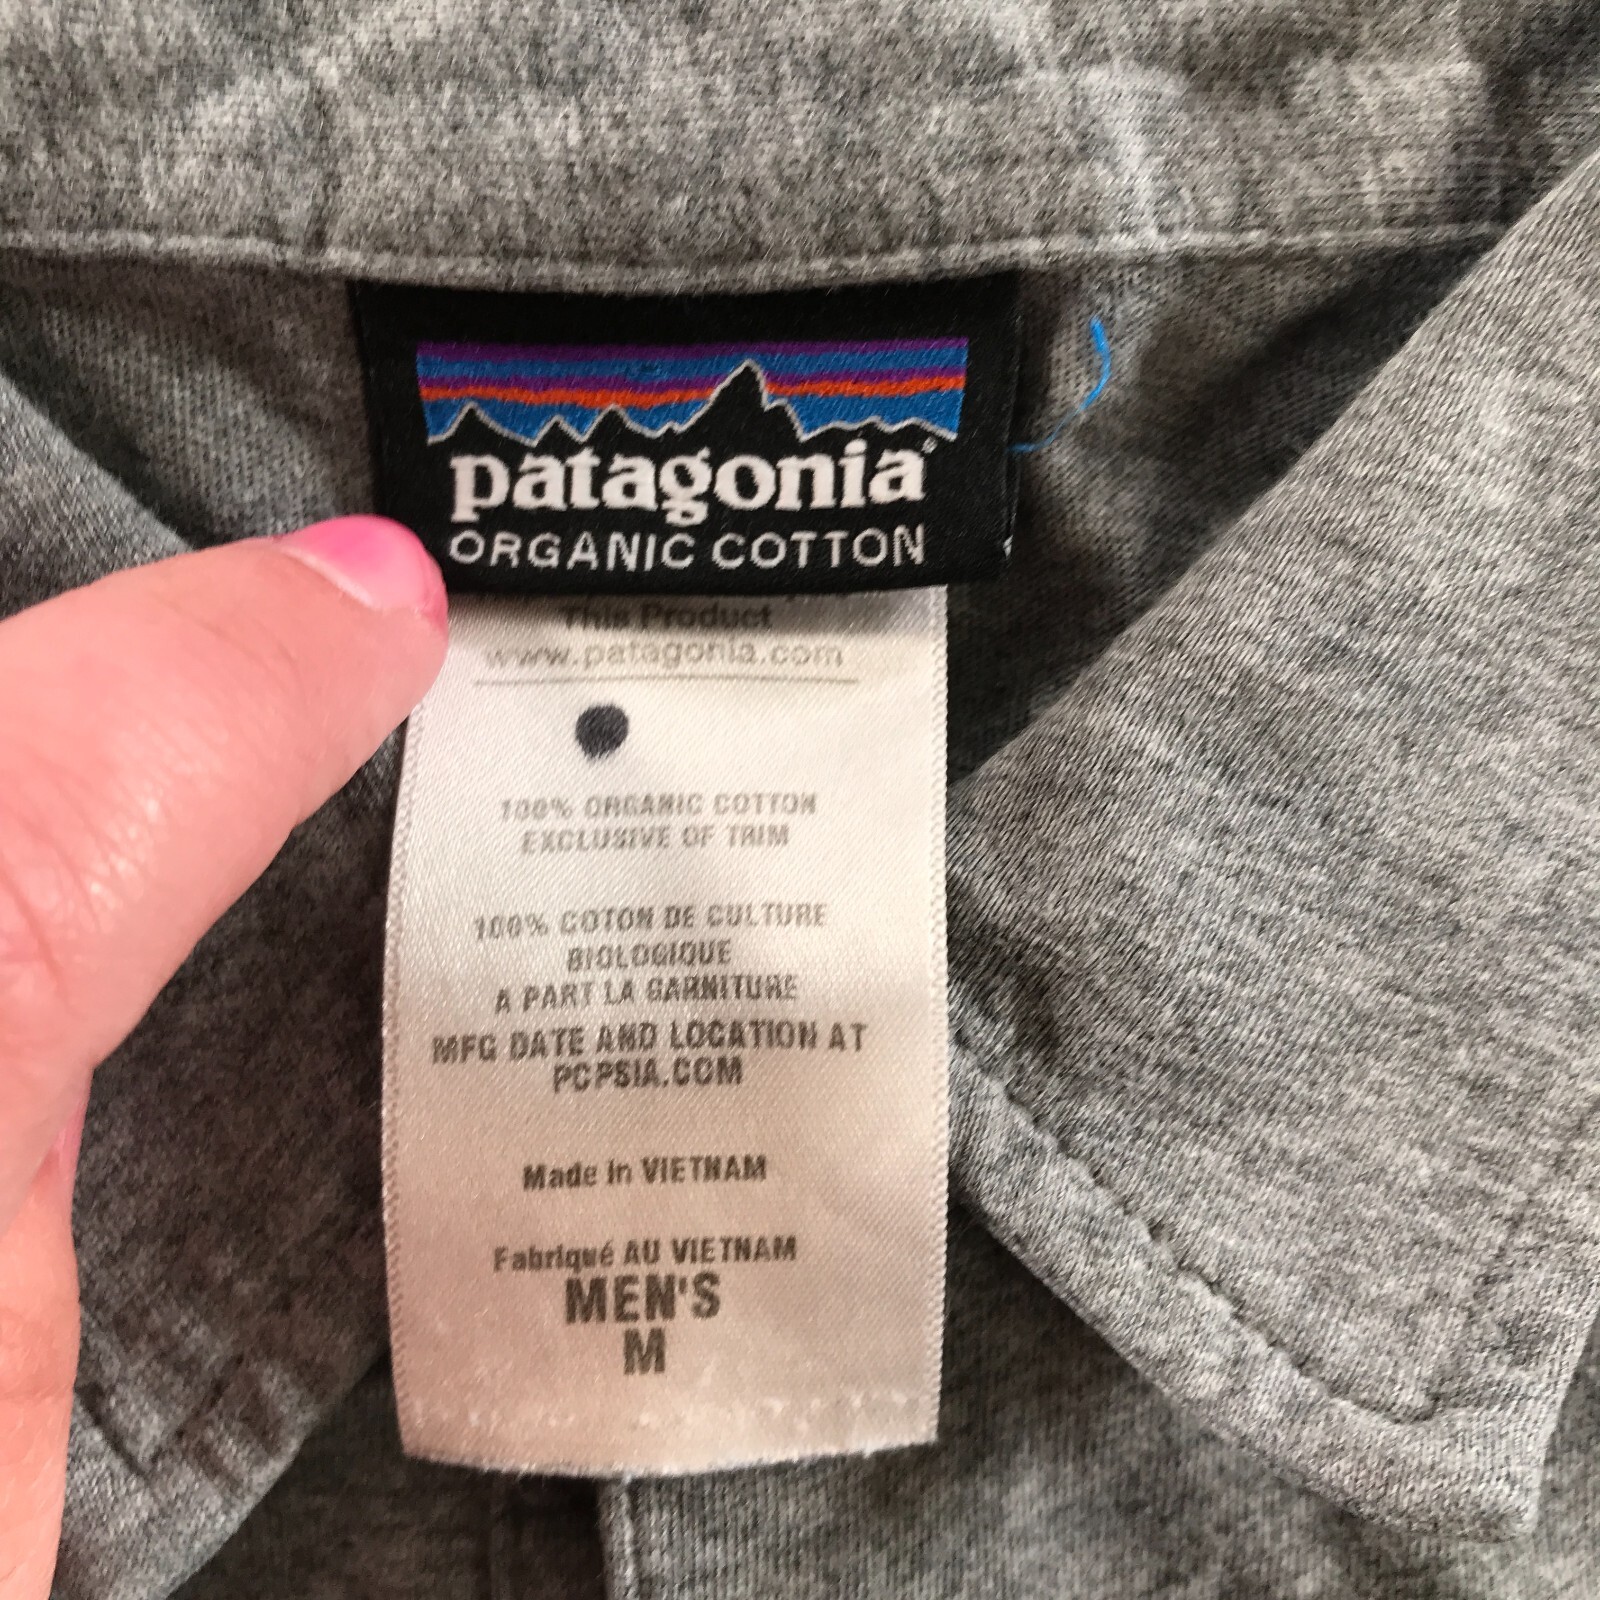 patagonia®
ORGANIC COTTON
This Product
www.patagonia.com
100% ORGANIC COTTON
EXCLUSIVE OF TRIM
100% COTON DE CULTURE
BIOLOGIQUE
A PART LA GARNITURE
MFG DATE AND LOCATION AT
PCPSIA.COM
Made in VIETNAM
Fabriqué AU VIETNAM
MEN'S
M